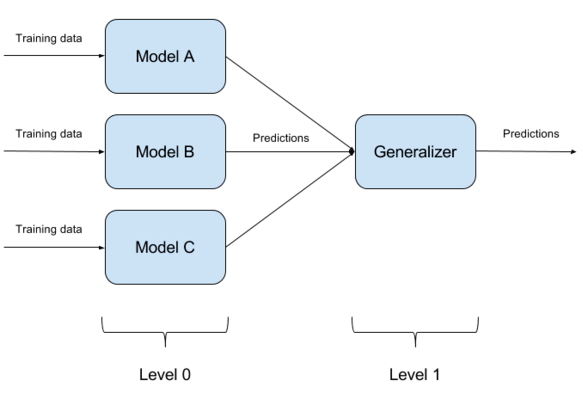 Training data
Model A
Training data
Model B
Predictions
Generalizer
Predictions
Training data
Model C
Level 0
Level 1